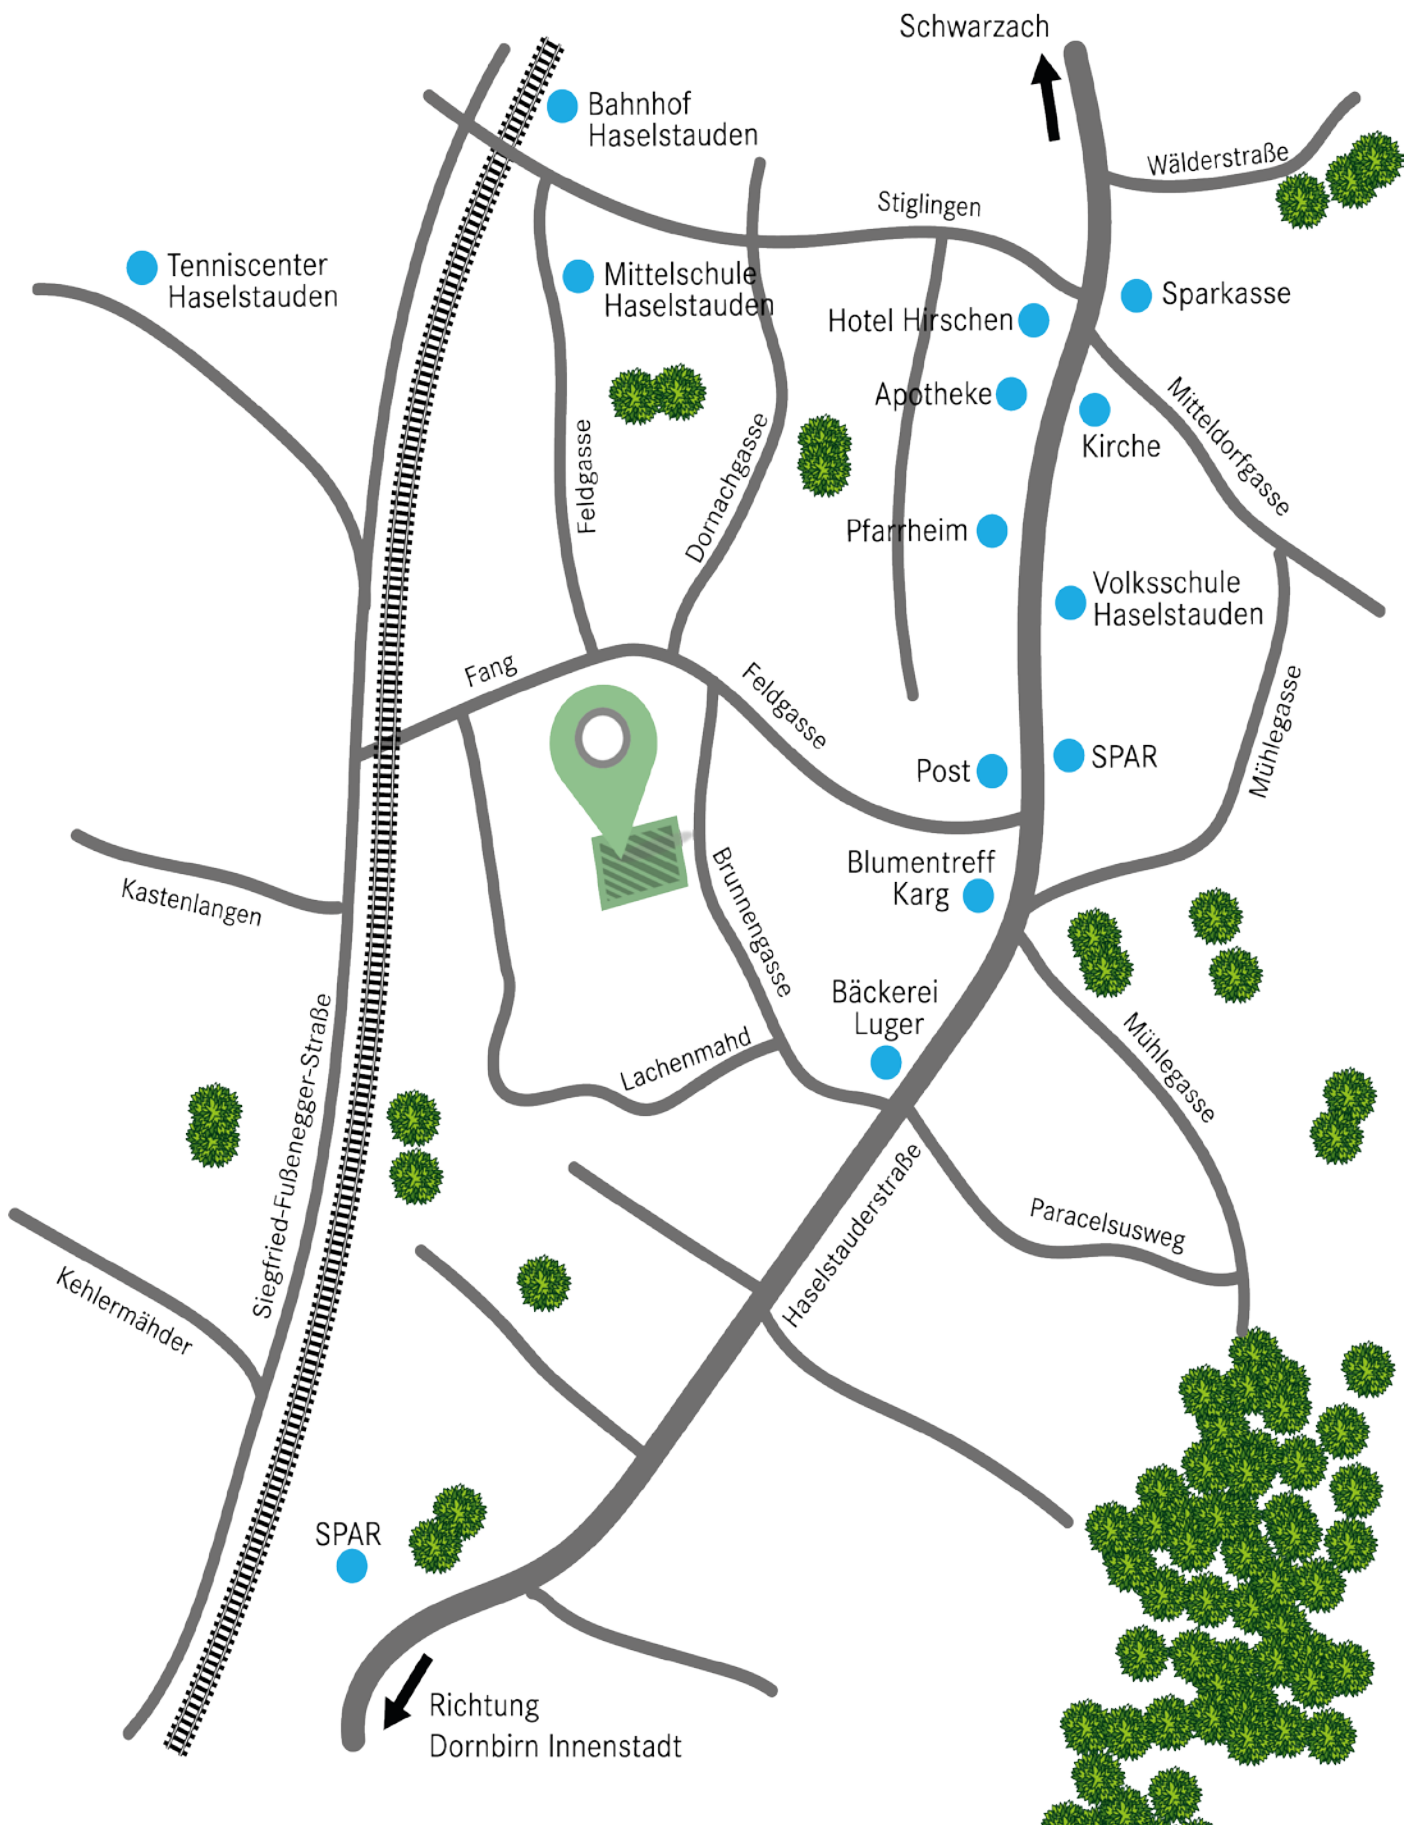 Schwarzach
Bahnhof
Haselstauden
Wälderstraße
Stiglingen
Tenniscenter
Haselstauden
Mittelschule
Haselstauden
Sparkasse
Hotel Hirschen
Apotheke
Kirche
Mitteldorfgasse
Feldgasse
Dornachgasse
Pfarrheim
Volksschule
Haselstauden
Fang
Feldgasse
Mühlegasse
Post
SPAR
Blumentreff
Karg
Brunnengasse
Kastenlangen
Bäckerei
Luger
Lachenmahd
Mühlegasse
Siegfried-Fußenegger-Straße
Haselstauderstraße
Paracelsusweg
Kehlermähder
SPAR
Richtung
Dornbirn Innenstadt